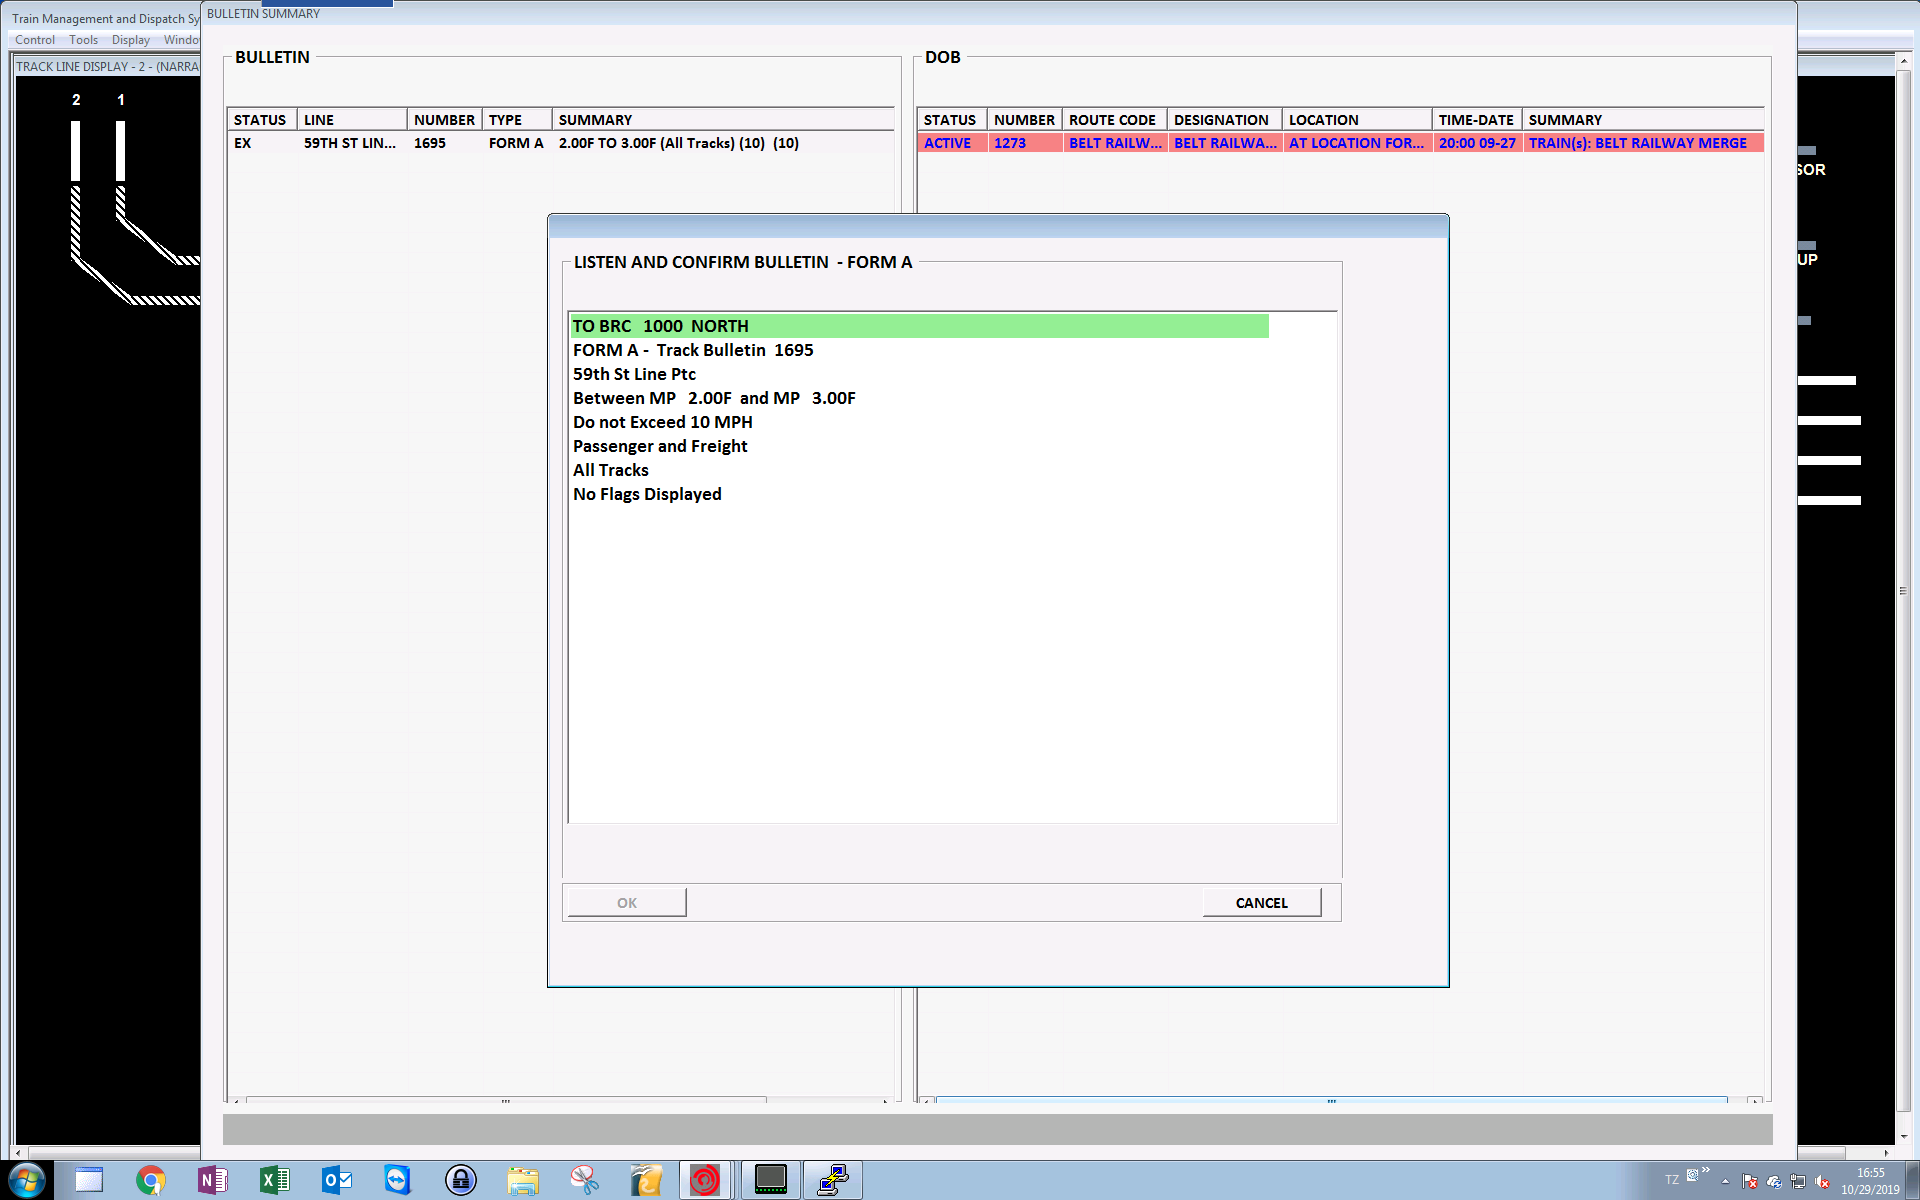 Train Management and Dispatch Sy
BULLETIN SUMMARY
Control Tools Display Windo
TRACK LINE DISPLAY - 2 - (NARRA
2 1
BULLETIN
STATUS LINE NUMBER TYPE SUMMARY
EX 59TH ST LIN... 1695 FORM A 2.00F TO 3.00F (All Tracks) (10) (10)
DOB
STATUS NUMBER ROUTE CODE DESIGNATION LOCATION TIME-DATE SUMMARY
ACTIVE 1273 BELT RAILW... BELT RAILWA... AT LOCATION FOR... 20:00 09-27 TRAIN(s): BELT RAILWAY MERGE
SOR
UP
LISTEN AND CONFIRM BULLETIN - FORM A
TO BRC 1000 NORTH
FORM A - Track Bulletin 1695
59th St Line Ptc
Between MP 2.00F and MP 3.00F
Do not Exceed 10 MPH
Passenger and Freight
All Tracks
No Flags Displayed
OK CANCEL
TZ
16:55
10/29/2019